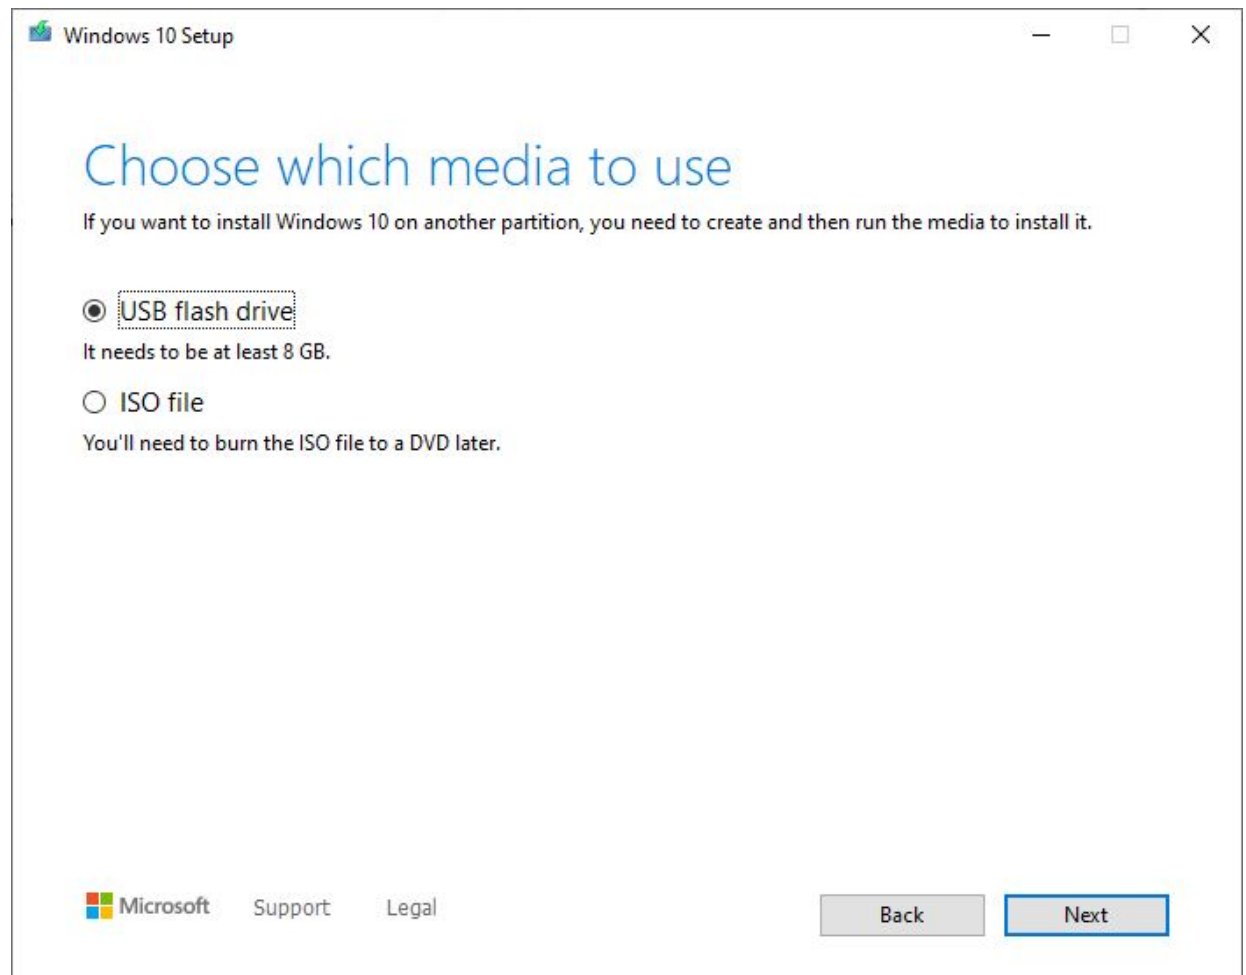 Windows 10 Setup
Choose which media to use
If you want to install Windows 10 on another partition, you need to create and then run the media to install it.
USB flash drive
It needs to be at least 8 GB.
ISO file
You'll need to burn the ISO file to a DVD later.
Microsoft Support Legal Back Next